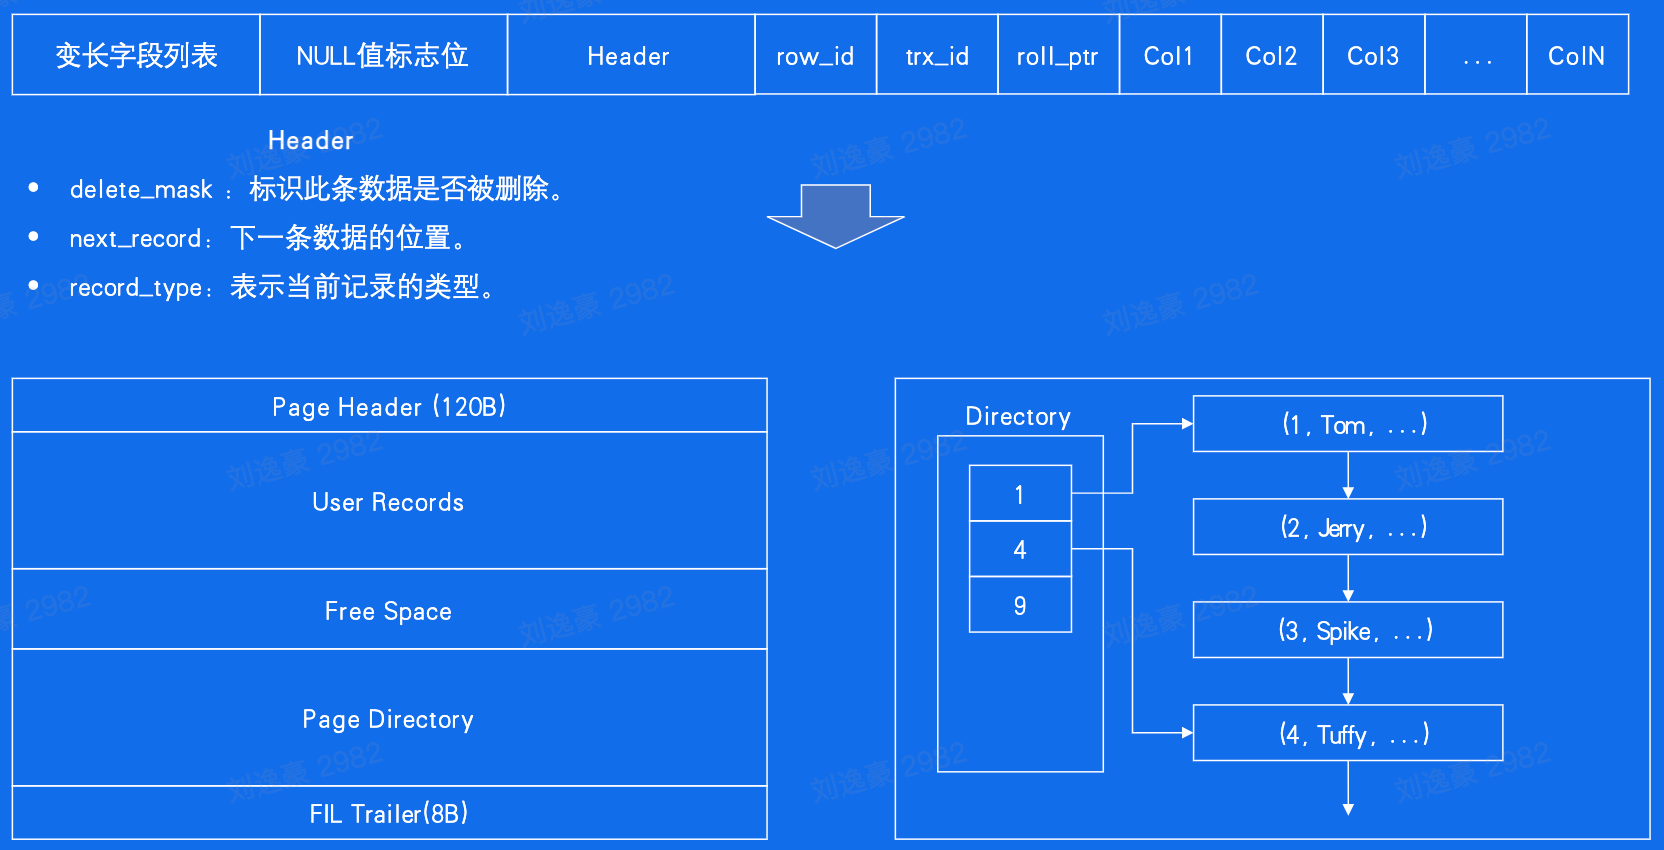 变长字段列表 NULL值标志位 Header row_id trx_id roll_ptr Col1 Col2 Col3 ... ColN
Header
• delete_mask : 标识此条数据是否被删除。
• next_record: 下一条数据的位置。
• record_type: 表示当前记录的类型。
Page Header (120B)
User Records
Free Space
Page Directory
FIL Trailer(8B)
Directory
1
4
9
(1, Tom, ...)
(2, Jerry, ...)
(3, Spike, ...)
(4, Tuffy, ...)
刘逸豪 2982